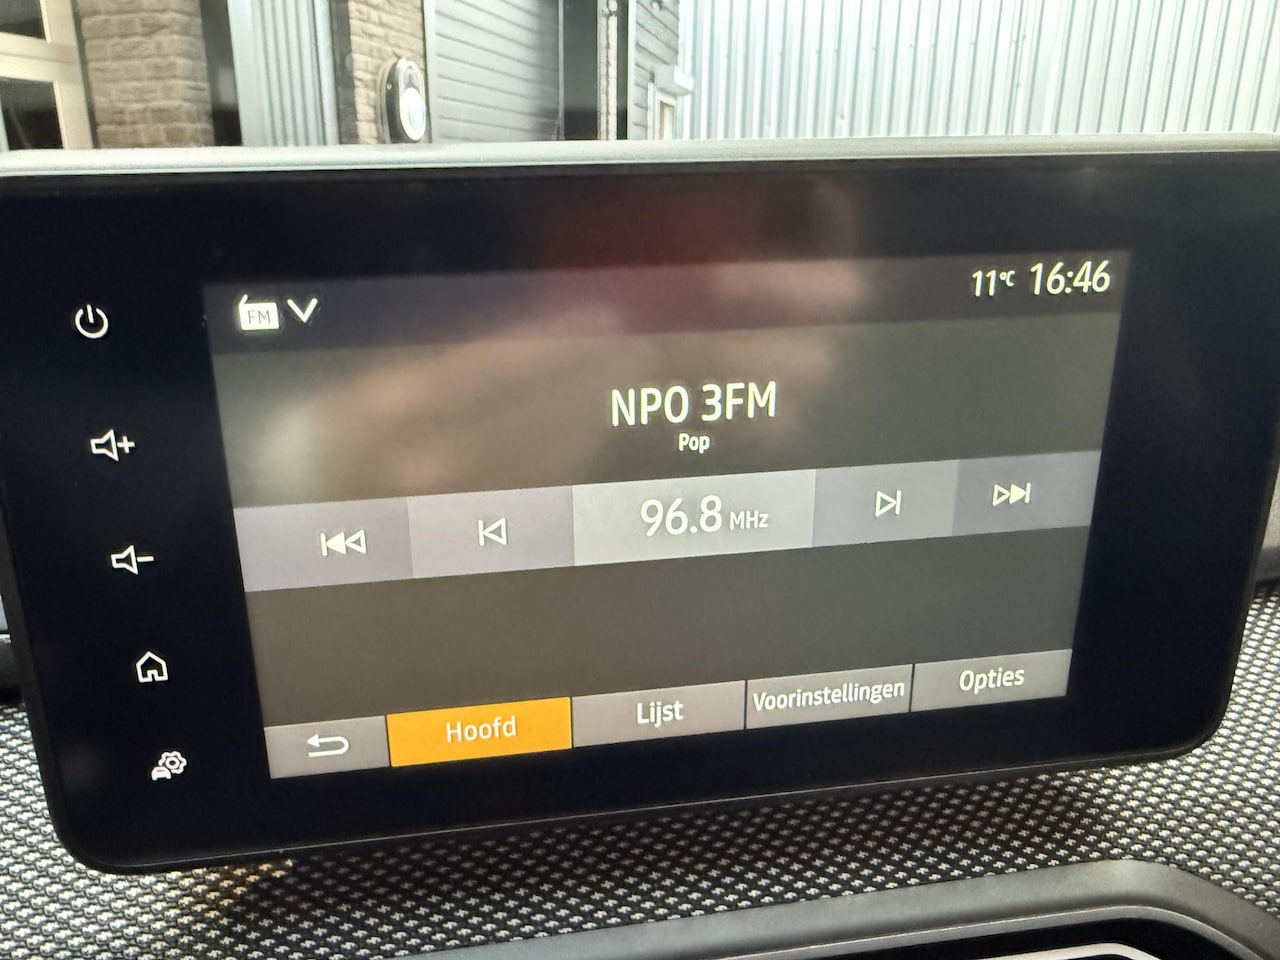 FM
11°C 16:46
NPO 3FM
Pop
96.8 MHz
Hoofd
Lijst
Voorinstellingen
Opties